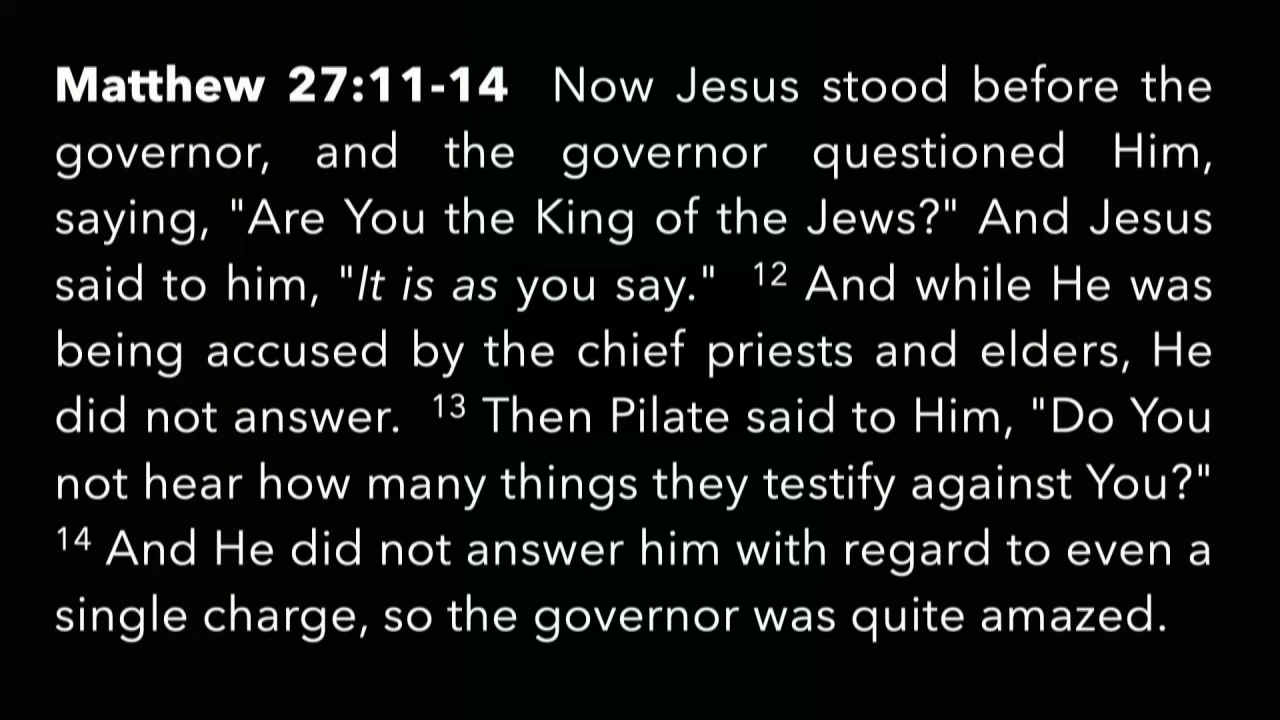 Matthew 27:11-14 Now Jesus stood before the
governor, and the governor questioned Him,
saying, "Are You the King of the Jews?" And Jesus
said to him, "It is as you say." 12 And while He was
being accused by the chief priests and elders, He
did not answer. 13 Then Pilate said to Him, "Do You
not hear how many things they testify against You?"
14 And He did not answer him with regard to even a
single charge, so the governor was quite amazed.